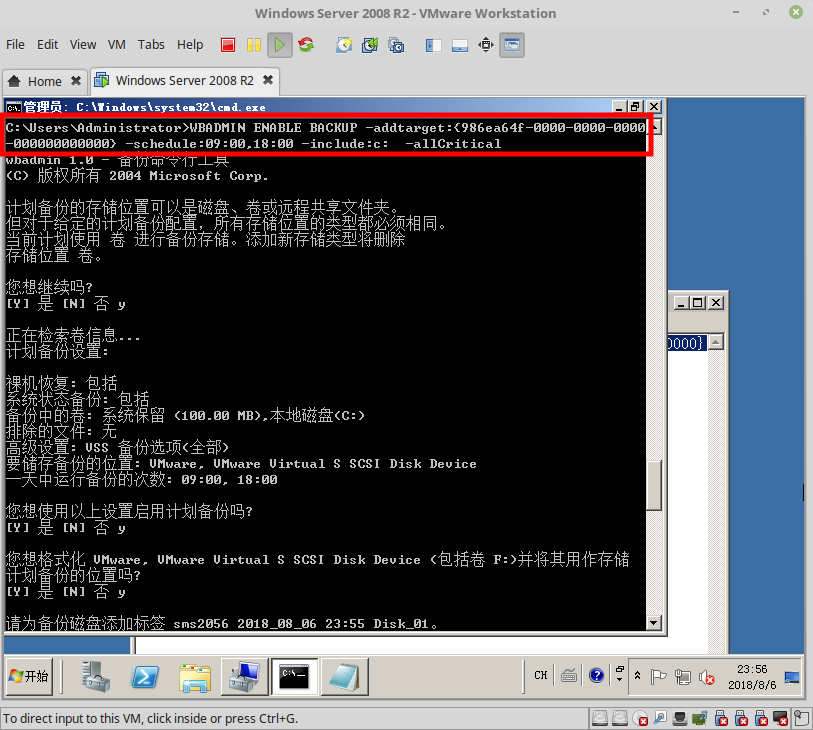 Windows Server 2008 R2 - VMware Workstation
File Edit View VM Tabs Help
Home Windows Server 2008 R2
管理员: C:\Windows\system32\cmd.exe
C:\Users\Administrator>WBADMIN ENABLE BACKUP -addtarget:{986ea64f-0000-0000-0000
-000000000000} -schedule:09:00,18:00 -include:c:  -allCritical
wbadmin 1.0 - 备份命令行工具
(C) 版权所有 2004 Microsoft Corp.
计划备份的存储位置可以是磁盘、卷或远程共享文件夹。
但对于给定的计划备份配置，所有存储位置的类型都必须相同。
当前计划使用 卷 进行备份存储。添加新存储类型将删除
存储位置 卷。
您想继续吗?
[Y] 是 [N] 否 y
0000}
正在检索卷信息...
计划备份设置:
裸机恢复: 包括
系统状态备份: 包括
备份中的卷: 系统保留 (100.00 MB),本地磁盘(C:)
排除的文件: 无
高级设置: VSS 备份选项(全部)
要储存备份的位置: VMware, VMware Virtual S SCSI Disk Device
一天中运行备份的次数: 09:00, 18:00
您想使用以上设置启用计划备份吗?
[Y] 是 [N] 否 y
您想格式化 VMware, VMware Virtual S SCSI Disk Device (包括卷 F:)并将其用作存储
计划备份的位置吗?
[Y] 是 [N] 否 y
请为备份磁盘添加标签 sms2056 2018_08_06 23:55 Disk_01。
开始
C:\_
CH
23:56
2018/8/6
To direct input to this VM, click inside or press Ctrl+G.